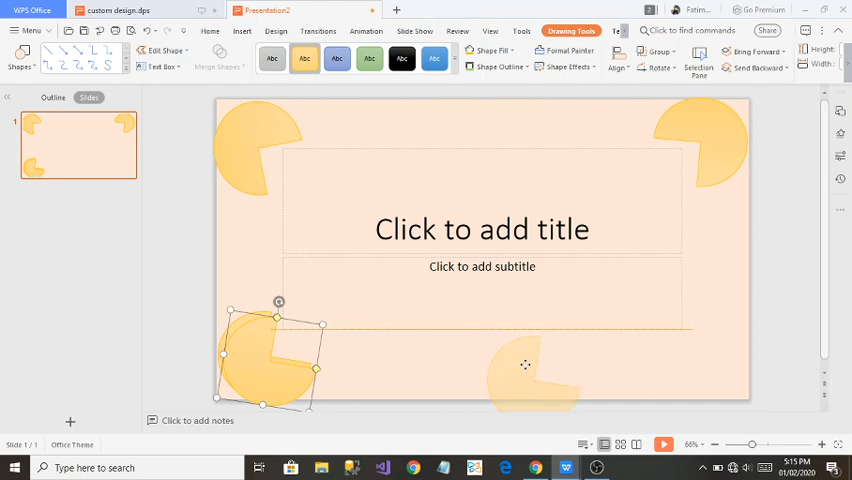 WPS Office
custom design.dps
Presentation2
Fatim...
Go Premium
Menu
Home
Insert
Design
Transitions
Animation
Slide Show
Review
View
Tools
Drawing Tools
Te
Click to find commands
Share
Shapes
Edit Shape
Text Box
Merge Shapes
Abc
Abc
Abc
Abc
Abc
Abc
Shape Fill
Shape Outline
Format Painter
Shape Effects
Align
Group
Rotate
Selection
Pane
Bring Forward
Send Backward
Height:
Width:
Outline
Slides
1
Click to add title
Click to add subtitle
Click to add notes
Slide 1 / 1
Office Theme
66%
Type here to search
5:15 PM
01/02/2020
3